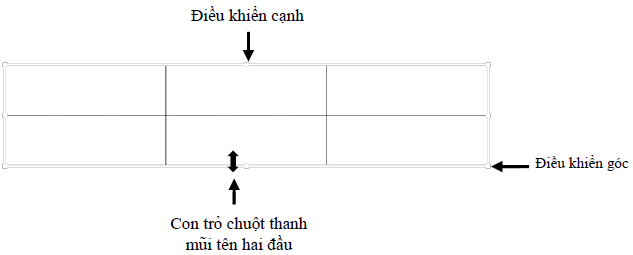 Điều khiển cạnh
Điều khiển góc
Con trỏ chuột thanh
mũi tên hai đầu